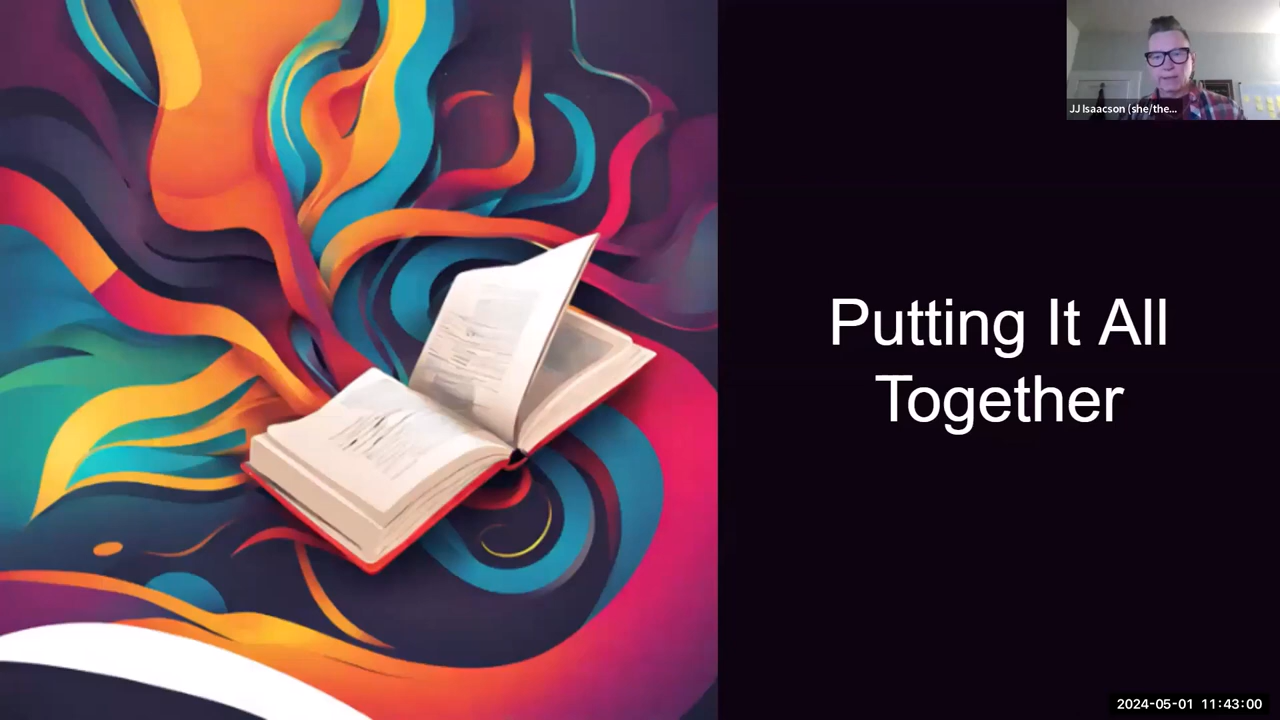 JJ Isaacson (she/the...
Putting It All
Together
2024-05-01 11:43:00